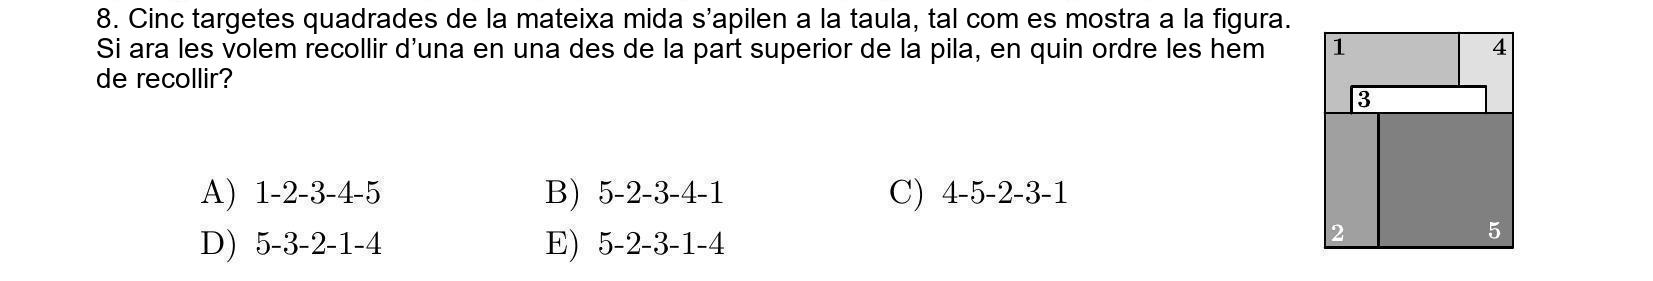 8. Cinc targetes quadrades de la mateixa mida s’apilen a la taula, tal com es mostra a la figura.
Si ara les volem recollir d’una en una des de la part superior de la pila, en quin ordre les hem
de recollir?
1 4
3
2 5
A) 1-2-3-4-5 B) 5-2-3-4-1 C) 4-5-2-3-1
D) 5-3-2-1-4 E) 5-2-3-1-4